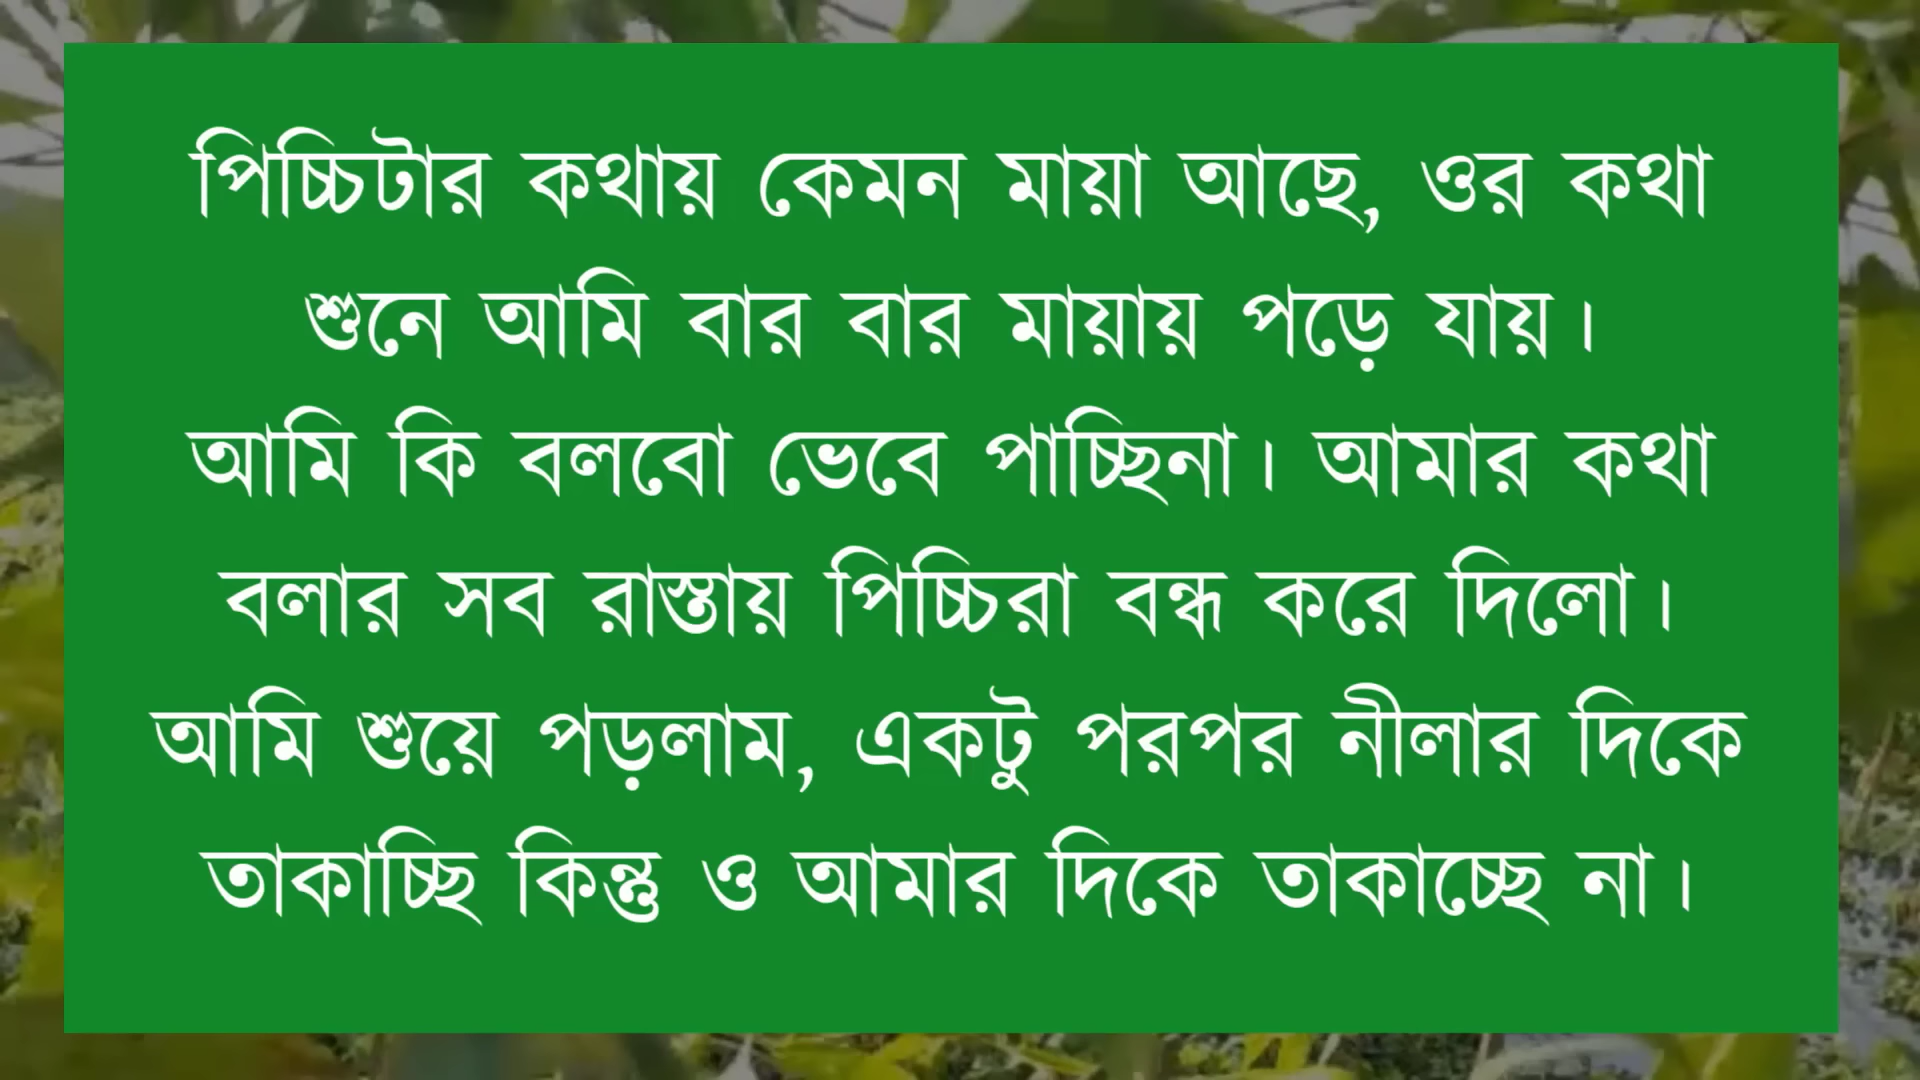 পিচ্চিটার কথায় কেমন মায়া আছে, ওর কথা
শুনে আমি বার বার মায়ায় পড়ে যায়।
আমি কি বলবো ভেবে পাচ্ছিনা। আমার কথা
বলার সব রাস্তায় পিচ্চিরা বন্ধ করে দিলো।
আমি শুয়ে পড়লাম, একটু পরপর নীলার দিকে
তাকাচ্ছি কিন্তু ও আমার দিকে তাকাচ্ছে না।